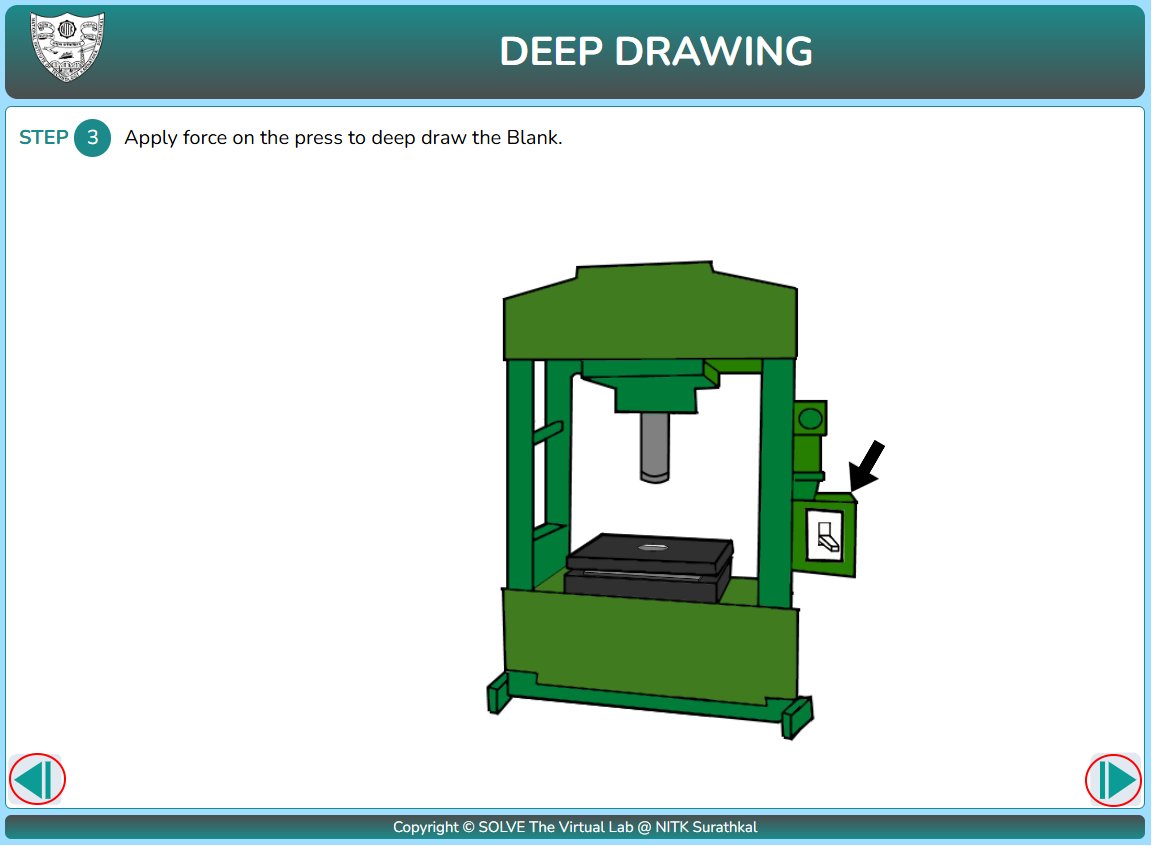 DEEP DRAWING
STEP 3 Apply force on the press to deep draw the Blank.
Copyright © SOLVE The Virtual Lab @ NITK Surathkal